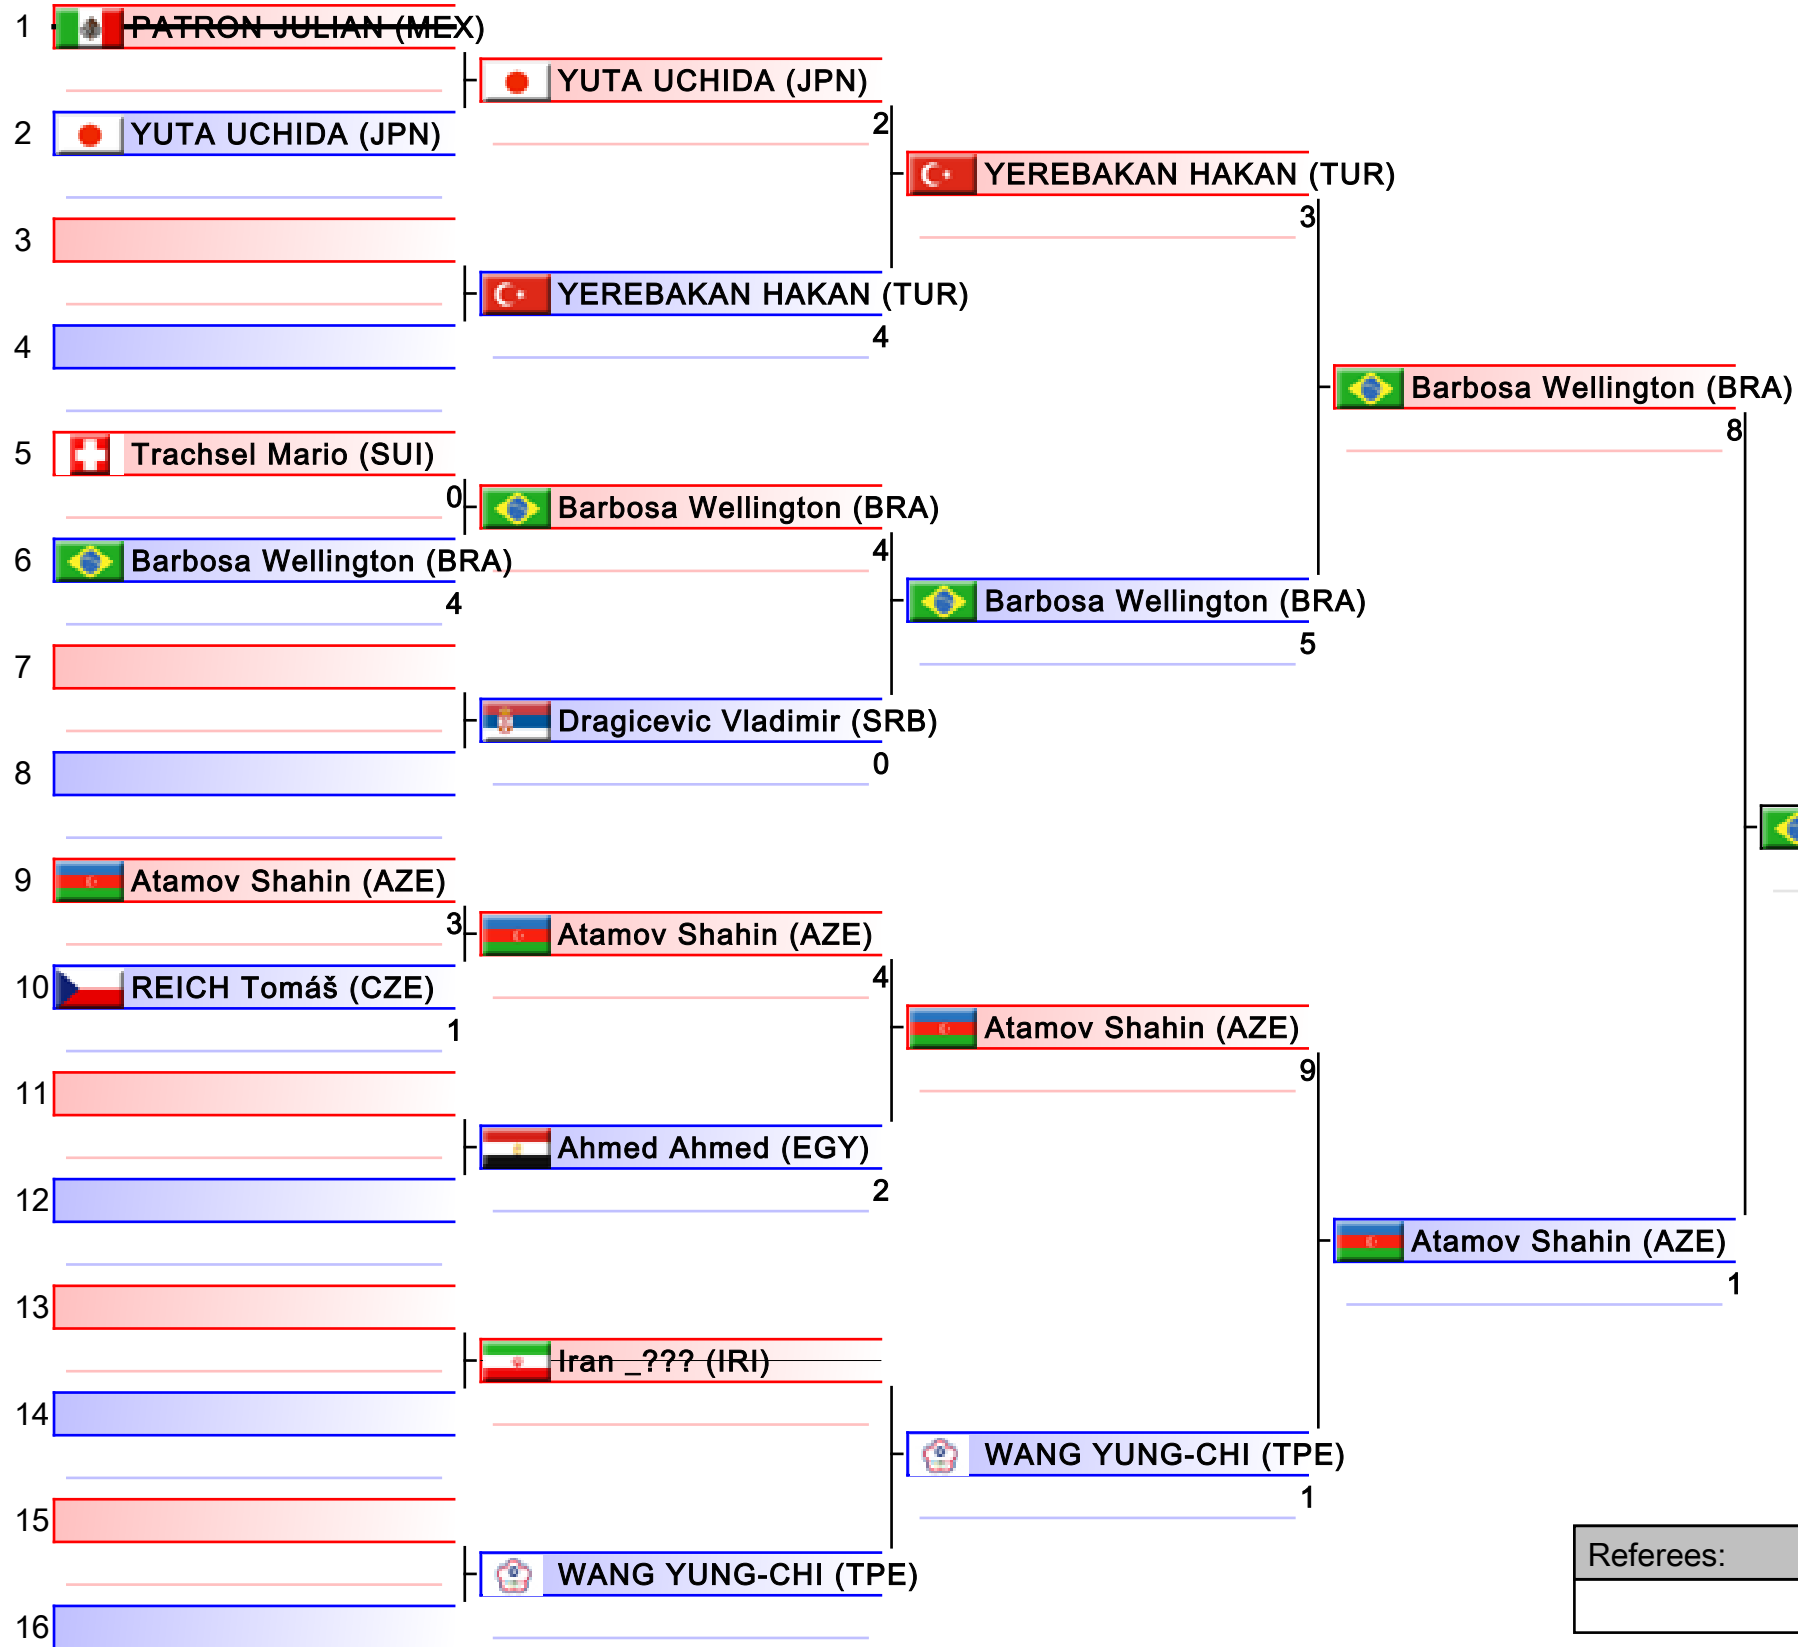 1 PATRON JULIAN (MEX)
YUTA UCHIDA (JPN)
2
2 YUTA UCHIDA (JPN)
YEREBAKAN HAKAN (TUR)
3
3
YEREBAKAN HAKAN (TUR)
4
4
Barbosa Wellington (BRA)
8
5 Trachsel Mario (SUI)
0
Barbosa Wellington (BRA)
4
6 Barbosa Wellington (BRA)
4
Barbosa Wellington (BRA)
5
7
Dragicevic Vladimir (SRB)
0
8
9 Atamov Shahin (AZE)
3
Atamov Shahin (AZE)
4
10 REICH Tomáš (CZE)
1
Atamov Shahin (AZE)
9
11
Ahmed Ahmed (EGY)
2
12
Atamov Shahin (AZE)
1
13
Iran _??? (IRI)
14
WANG YUNG-CHI (TPE)
1
15
Referees:
WANG YUNG-CHI (TPE)
16